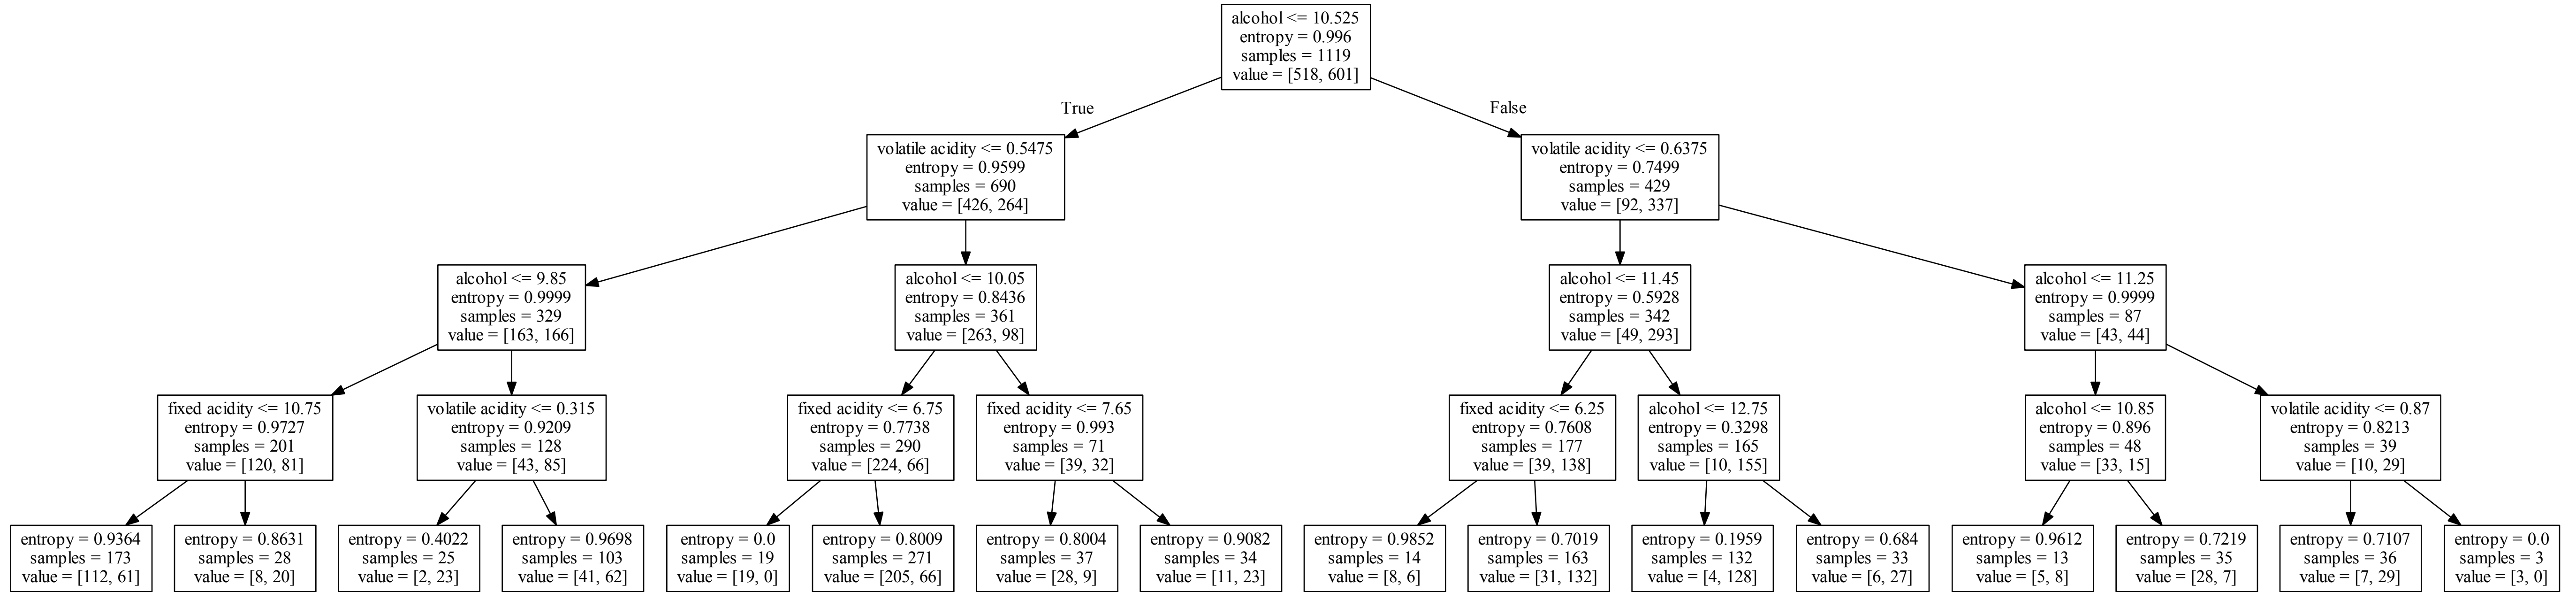 alcohol <= 10.525
entropy = 0.996
samples = 1119
value = [518, 601]
True
False
volatile acidity <= 0.5475
entropy = 0.9599
samples = 690
value = [426, 264]
volatile acidity <= 0.6375
entropy = 0.7499
samples = 429
value = [92, 337]
alcohol <= 9.85
entropy = 0.9999
samples = 329
value = [163, 166]
alcohol <= 10.05
entropy = 0.8436
samples = 361
value = [263, 98]
alcohol <= 11.45
entropy = 0.5928
samples = 342
value = [49, 293]
alcohol <= 11.25
entropy = 0.9999
samples = 87
value = [43, 44]
fixed acidity <= 10.75
entropy = 0.9727
samples = 201
value = [120, 81]
volatile acidity <= 0.315
entropy = 0.9209
samples = 128
value = [43, 85]
fixed acidity <= 6.75
entropy = 0.7738
samples = 290
value = [224, 66]
fixed acidity <= 7.65
entropy = 0.993
samples = 71
value = [39, 32]
fixed acidity <= 6.25
entropy = 0.7608
samples = 177
value = [39, 138]
alcohol <= 12.75
entropy = 0.3298
samples = 165
value = [10, 155]
alcohol <= 10.85
entropy = 0.896
samples = 48
value = [33, 15]
volatile acidity <= 0.87
entropy = 0.8213
samples = 39
value = [10, 29]
entropy = 0.9364
samples = 173
value = [112, 61]
entropy = 0.8631
samples = 28
value = [8, 20]
entropy = 0.4022
samples = 25
value = [2, 23]
entropy = 0.9698
samples = 103
value = [41, 62]
entropy = 0.0
samples = 19
value = [19, 0]
entropy = 0.8009
samples = 271
value = [205, 66]
entropy = 0.8004
samples = 37
value = [28, 9]
entropy = 0.9082
samples = 34
value = [11, 23]
entropy = 0.9852
samples = 14
value = [8, 6]
entropy = 0.7019
samples = 163
value = [31, 132]
entropy = 0.1959
samples = 132
value = [4, 128]
entropy = 0.684
samples = 33
value = [6, 27]
entropy = 0.9612
samples = 13
value = [5, 8]
entropy = 0.7219
samples = 35
value = [28, 7]
entropy = 0.7107
samples = 36
value = [7, 29]
entropy = 0.0
samples = 3
value = [3, 0]